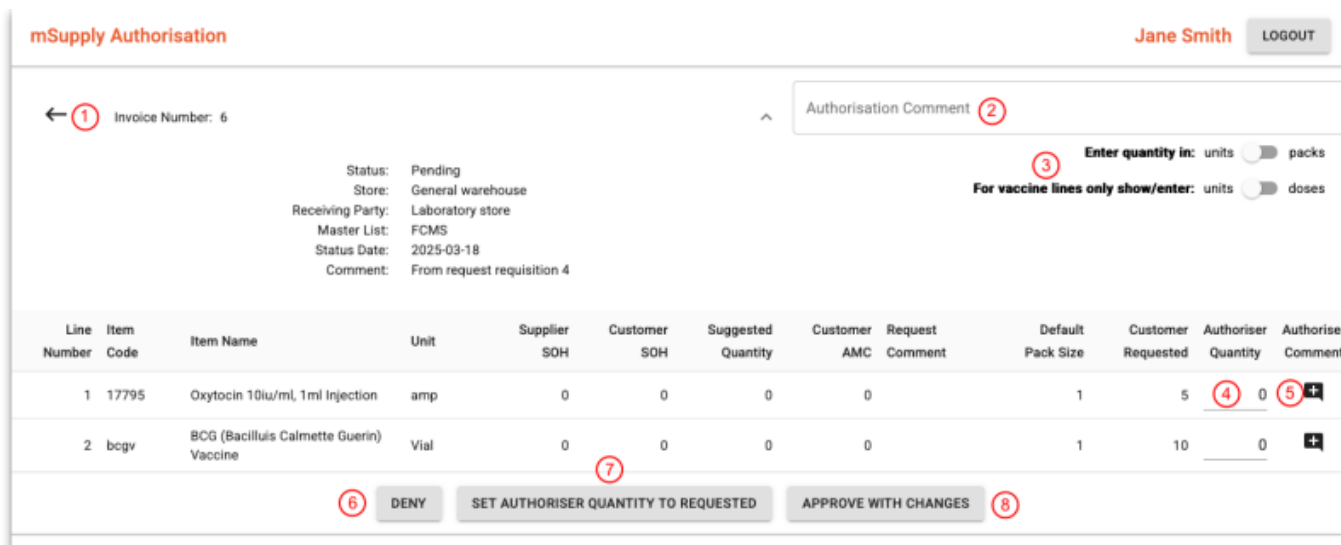 mSupply Authorisation Jane Smith LOGOUT
1 Invoice Number: 6 Authorisation Comment 2
3 Enter quantity in: units packs
For vaccine lines only show/enter: units doses
Status: Pending
Store: General warehouse
Receiving Party: Laboratory store
Master List: FCMS
Status Date: 2025-03-18
Comment: From request requisition 4
Line Item Supplier Customer Suggested Customer Request Default Customer Authoriser Authorise
Item Name Unit
Number Code SOH SOH Quantity AMC Comment Pack Size Requested Quantity Comment
1 17795 Oxytocin 10iu/ml, 1ml Injection amp 0 0 0 0 1 5 4 0 5
2 bcgv BCG (Bacilluis Calmette Guerin) Vial 0 0 0 0 1 10 0
Vaccine
7
6 DENY SET AUTHORISER QUANTITY TO REQUESTED APPROVE WITH CHANGES 8